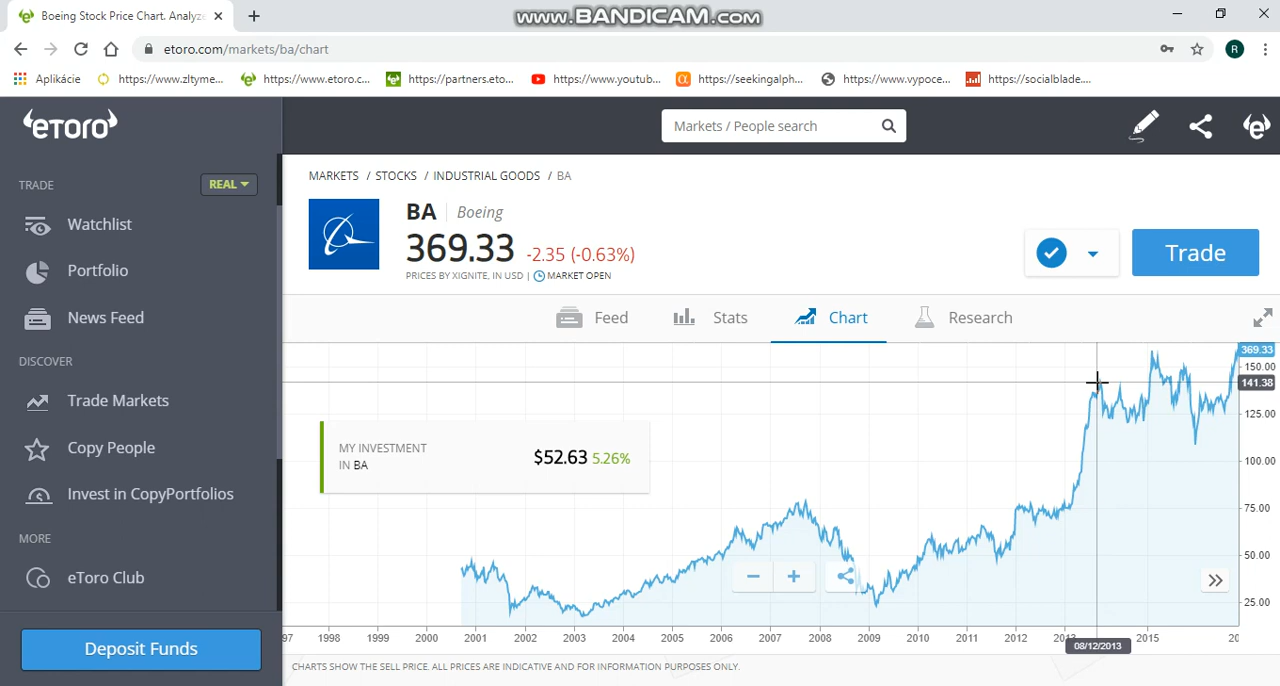 Boeing Stock Price Chart. Analyze
www.BANDICAM.com
etoro.com/markets/ba/chart
R
Aplikácie
https://www.zltyme...
https://www.etoro.c...
https://partners.eto...
https://www.youtub...
https://seekingalph...
https://www.vypoce...
https://socialblade....
eToro
Markets / People search
TRADE
REAL
Watchlist
Portfolio
News Feed
DISCOVER
Trade Markets
Copy People
Invest in CopyPortfolios
MORE
eToro Club
Deposit Funds
MARKETS / STOCKS / INDUSTRIAL GOODS / BA
BA Boeing
369.33 -2.35 (-0.63%)
PRICES BY XIGNITE, IN USD | MARKET OPEN
Trade
Feed
Stats
Chart
Research
MY INVESTMENT
IN BA
$52.63 5.26%
369.33
150.00
141.38
125.00
100.00
75.00
50.00
25.00
97 1998 1999 2000 2001 2002 2003 2004 2005 2006 2007 2008 2009 2010 2011 2012 2013 2015 20
08/12/2013
CHARTS SHOW THE SELL PRICE. ALL PRICES ARE INDICATIVE AND FOR INFORMATION PURPOSES ONLY.